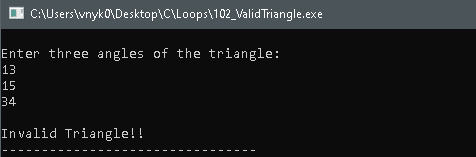 C:\Users\vnyk0\Desktop\C\Loops\102_ValidTriangle.exe
Enter three angles of the triangle:
13
15
34
Invalid Triangle!!
--------------------------------